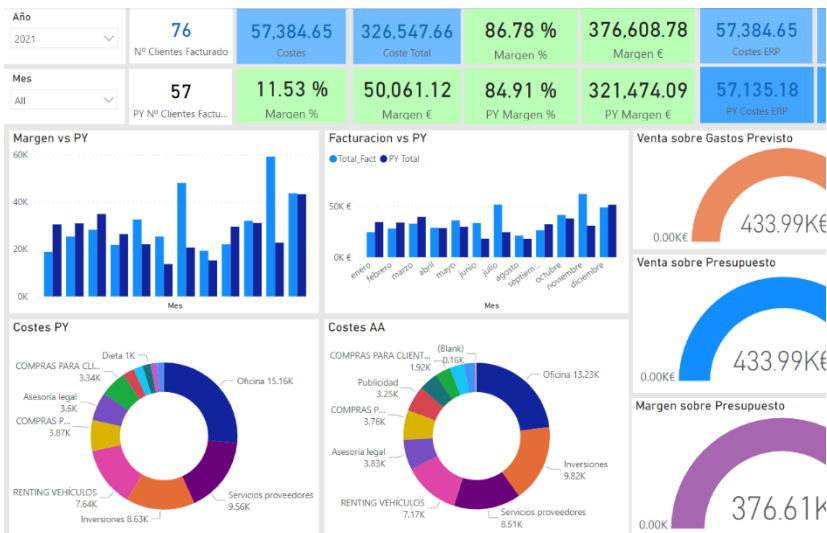 Año
2021
Mes
All
76
Nº Clientes Facturado
57
PY Nº Clientes Factu...
57,384.65
Costes
326,547.66
Coste Total
86.78 %
Margen %
376,608.78
Margen €
57,384.65
Costes ERP
11.53 %
Margen %
50,061.12
Margen €
84.91 %
PY Margen %
321,474.09
PY Margen €
57,135.18
PY Costes ERP
Margen vs PY
60K
40K
20K
0K
Mes
Facturacion vs PY
Total_Fact PY Total
50K €
0K €
enero
febrero
marzo
abril
mayo
junio
julio
agosto
septiem...
octubre
noviembre
diciembre
Mes
Venta sobre Gastos Previsto
0.00K€
433.99K€
Venta sobre Presupuesto
0.00K€
433.99K€
Margen sobre Presupuesto
0.00K
376.61K
Costes PY
Dieta 1K
COMPRAS PARA CLI...
3.34K
Asesoría legal
3.6K
COMPRAS P...
3.87K
RENTING VEHÍCULOS
7.64K
Inversiones 8.63K
Servicios proveedores
9.56K
Oficina 15.16K
Costes AA
(Blank)
0.16K
COMPRAS PARA CLIENT...
1.92K
Publicidad
3.25K
COMPRAS P...
3.76K
Asesoría legal
3.83K
RENTING VEHÍCULOS
7.17K
Servicios proveedores
8.51K
Inversiones
9.82K
Oficina 13.23K